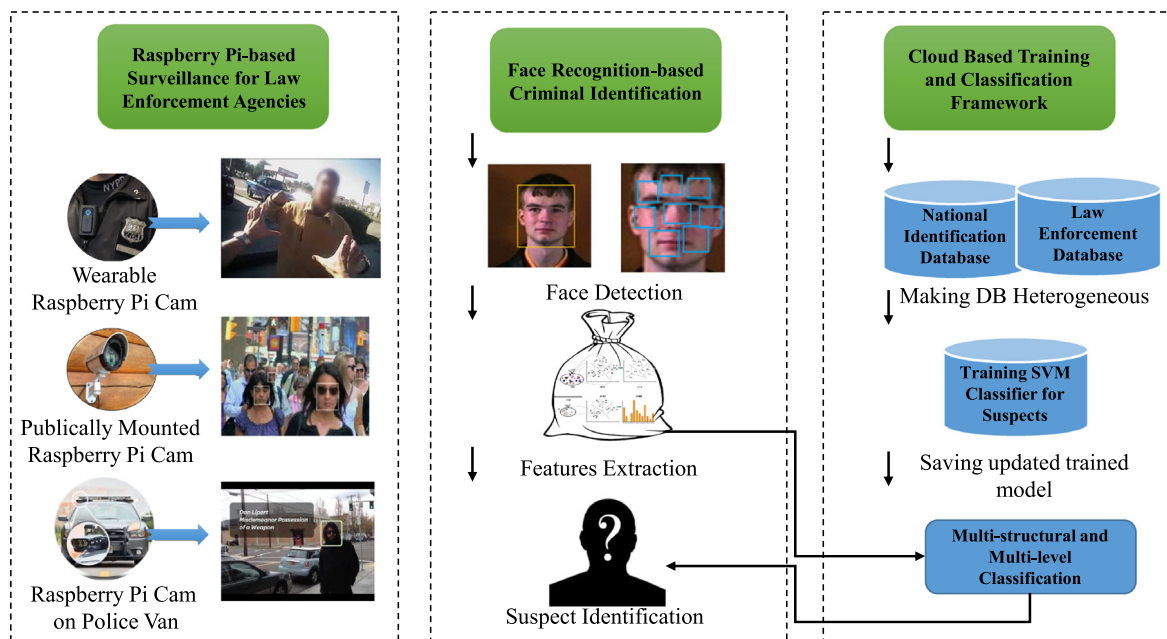 Raspberry Pi-based
Surveillance for Law
Enforcement Agencies
NYPD
Wearable
Raspberry Pi Cam
Publically Mounted
Raspberry Pi Cam
Don Lipert
Misdemeanor Possession
of a Weapon
Raspberry Pi Cam
on Police Van
Face Recognition-based
Criminal Identification
Face Detection
Features Extraction
?
Suspect Identification
Cloud Based Training
and Classification
Framework
National
Identification
Database
Law
Enforcement
Database
Making DB Heterogeneous
Training SVM
Classifier for
Suspects
Saving updated trained
model
Multi-structural and
Multi-level
Classification